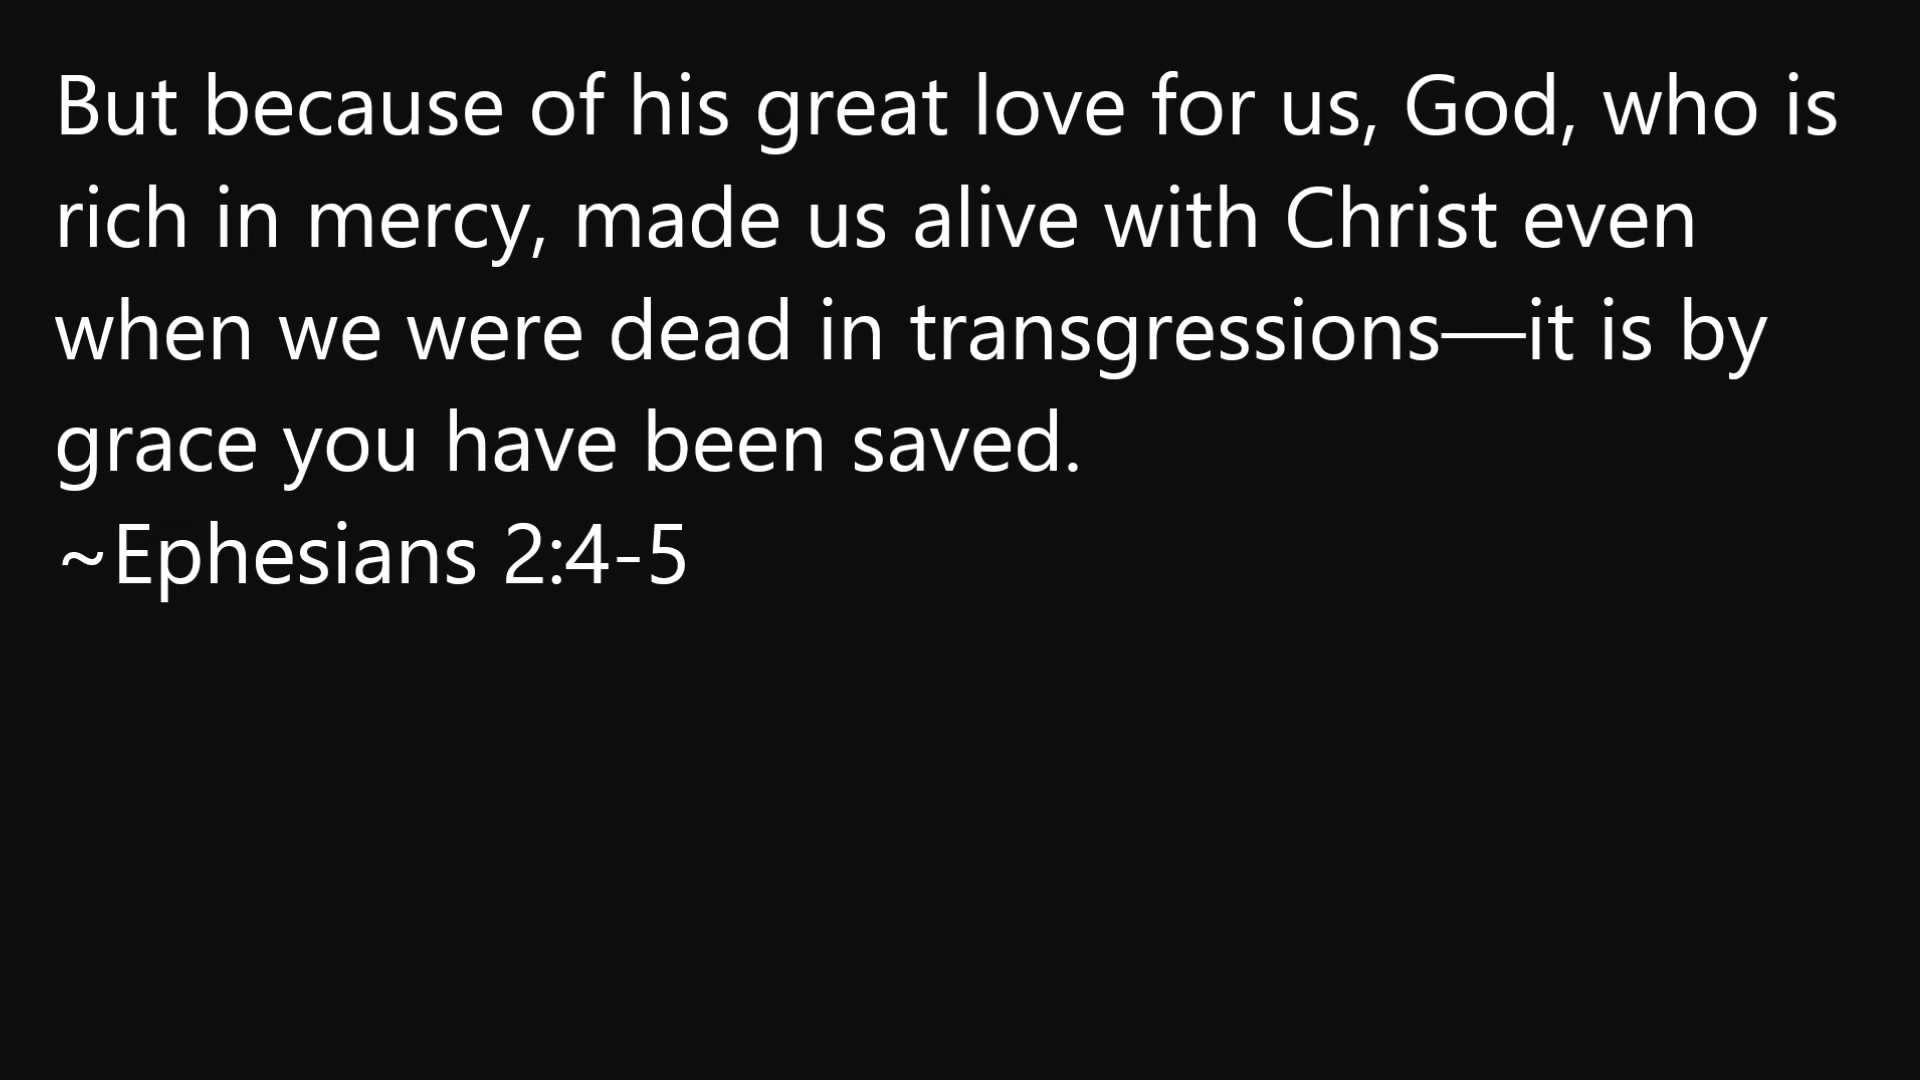 But because of his great love for us, God, who is
rich in mercy, made us alive with Christ even
when we were dead in transgressions—it is by
grace you have been saved.
~Ephesians 2:4-5